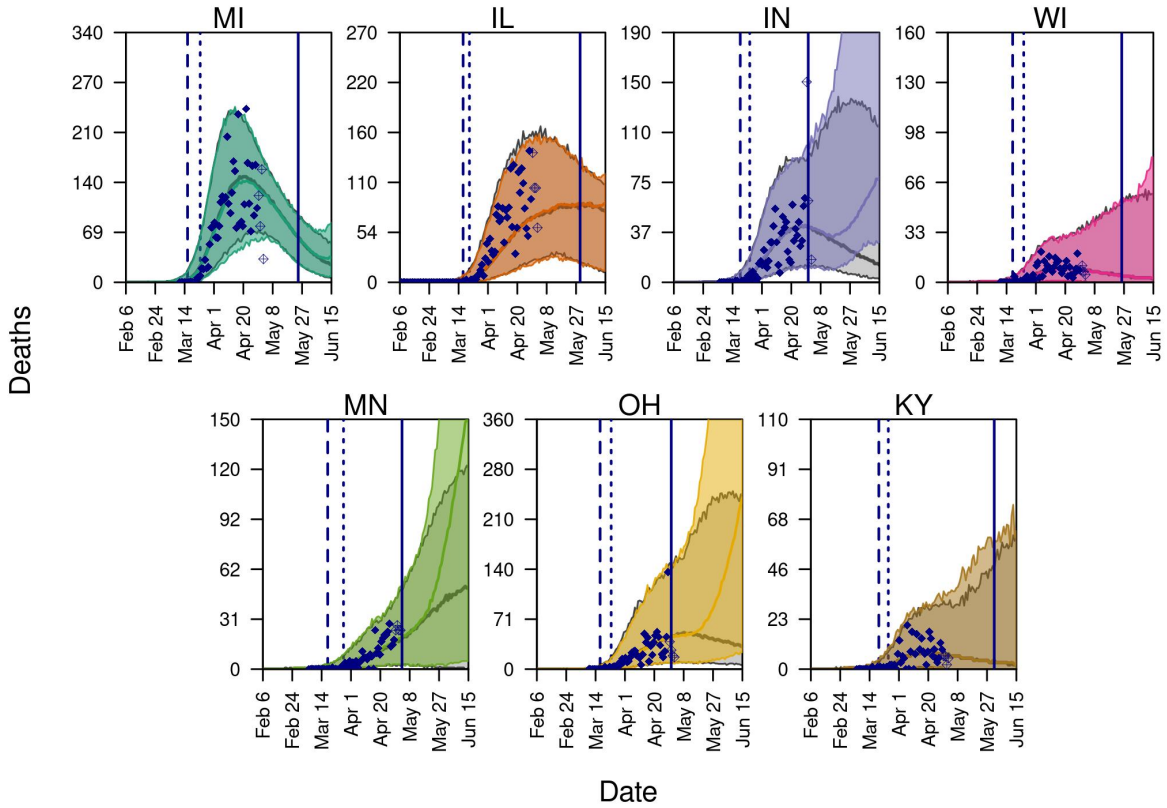 MI IL IN WI
340 270 190 160
270 220 150 130
210 160 110 98
140 110 75 66
69 54 37 33
0 0 0 0
Feb 6 Feb 24 Mar 14 Apr 1 Apr 20 May 8 May 27 Jun 15 Feb 6 Feb 24 Mar 14 Apr 1 Apr 20 May 8 May 27 Jun 15 Feb 6 Feb 24 Mar 14 Apr 1 Apr 20 May 8 May 27 Jun 15 Feb 6 Feb 24 Mar 14 Apr 1 Apr 20 May 8 May 27 Jun 15
Deaths
MN OH KY
150 360 110
120 280 91
92 210 68
62 140 46
31 71 23
0 0 0
Feb 6 Feb 24 Mar 14 Apr 1 Apr 20 May 8 May 27 Jun 15 Feb 6 Feb 24 Mar 14 Apr 1 Apr 20 May 8 May 27 Jun 15 Feb 6 Feb 24 Mar 14 Apr 1 Apr 20 May 8 May 27 Jun 15
Date